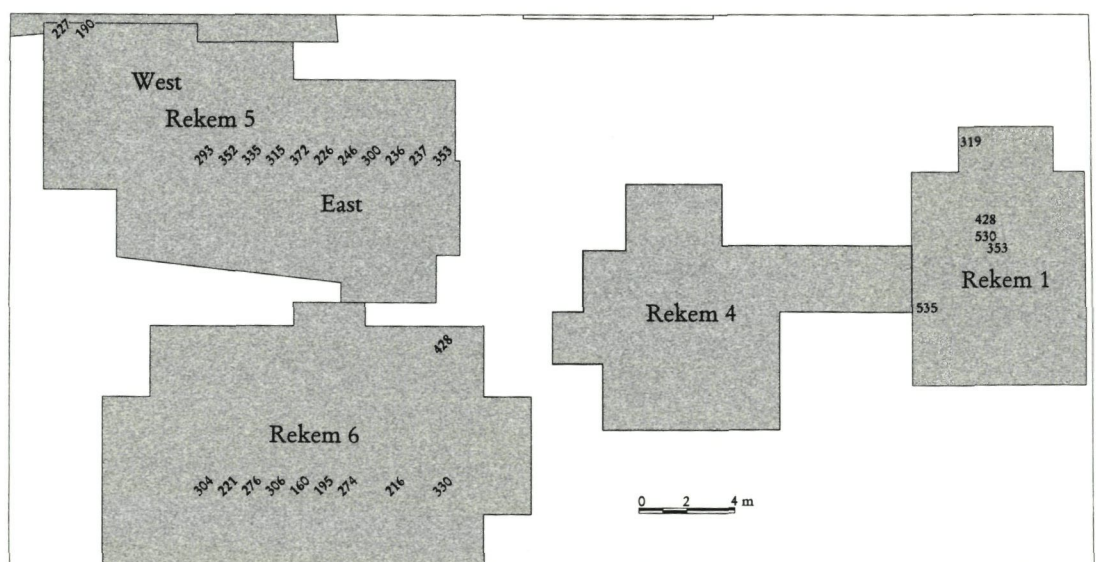 227 190
West
Rekem 5
293 352 335 315 372 226 246 300 236 237 353
East
319
428
530
353
Rekem 1
535
Rekem 4
428
Rekem 6
304 221 276 306 160 195 274 216 330
0 2 4 m